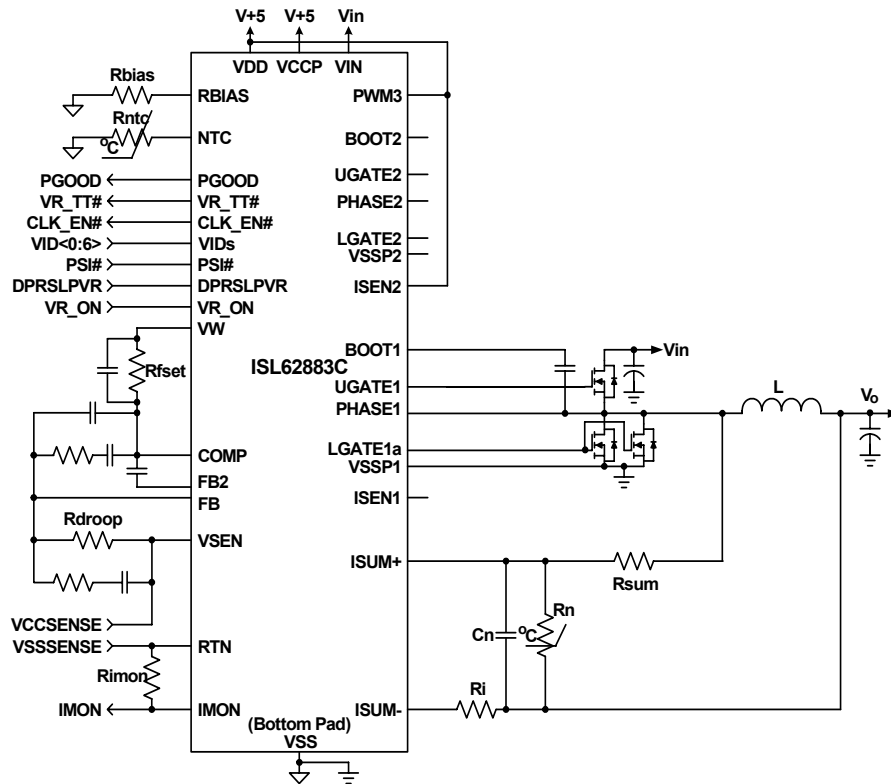 V+5
V+5
Vin
VDD
VCCP
VIN
Rbias
RBIAS
PWM3
Rntc
oC
NTC
BOOT2
PGOOD
PGOOD
UGATE2
VR_TT#
VR_TT#
PHASE2
CLK_EN#
CLK_EN#
VID<0:6>
VIDs
LGATE2
VSSP2
PSI#
PSI#
DPRSLPVR
DPRSLPVR
ISEN2
VR_ON
VR_ON
VW
BOOT1
Vin
ISL62883C
Rfset
UGATE1
L
Vo
PHASE1
COMP
LGATE1a
VSSP1
FB2
FB
ISEN1
Rdroop
VSEN
ISUM+
Rsum
Rn
Cn
oC
VCCSENSE
VSSSENSE
RTN
Rimon
Ri
IMON
IMON
ISUM-
(Bottom Pad)
VSS